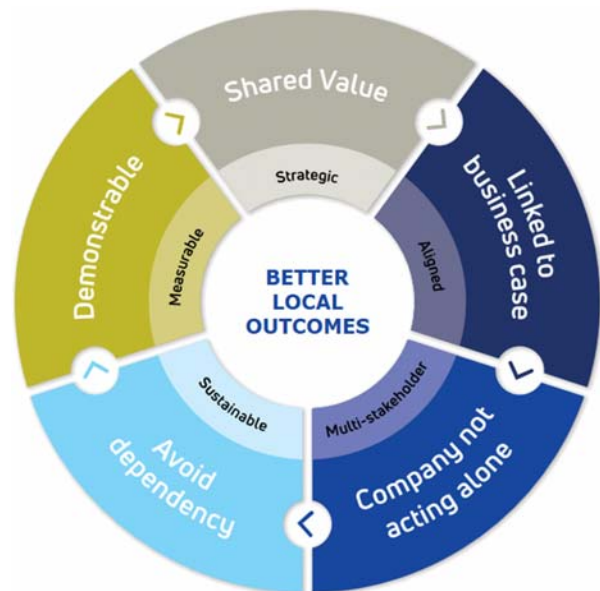 Shared Value
Strategic
Linked to
business case
Aligned
Company not
acting alone
Multi-stakeholder
Avoid
dependency
Sustainable
Demonstrable
Measurable
BETTER
LOCAL
OUTCOMES